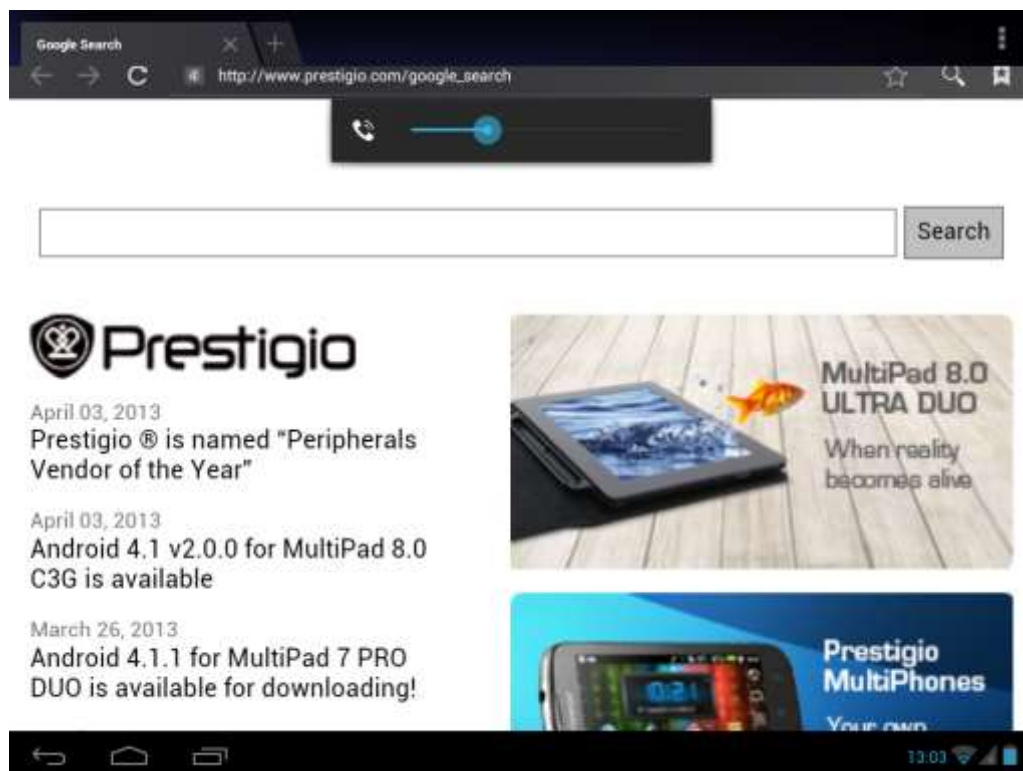 Google Search
http://www.prestigio.com/google_search
Search
Prestigio
April 03, 2013
Prestigio ® is named “Peripherals
Vendor of the Year”
April 03, 2013
Android 4.1 v2.0.0 for MultiPad 8.0
C3G is available
March 26, 2013
Android 4.1.1 for MultiPad 7 PRO
DUO is available for downloading!
MultiPad 8.0
ULTRA DUO
When reality
becomes alive
Prestigio
MultiPhones
Your own
13:03